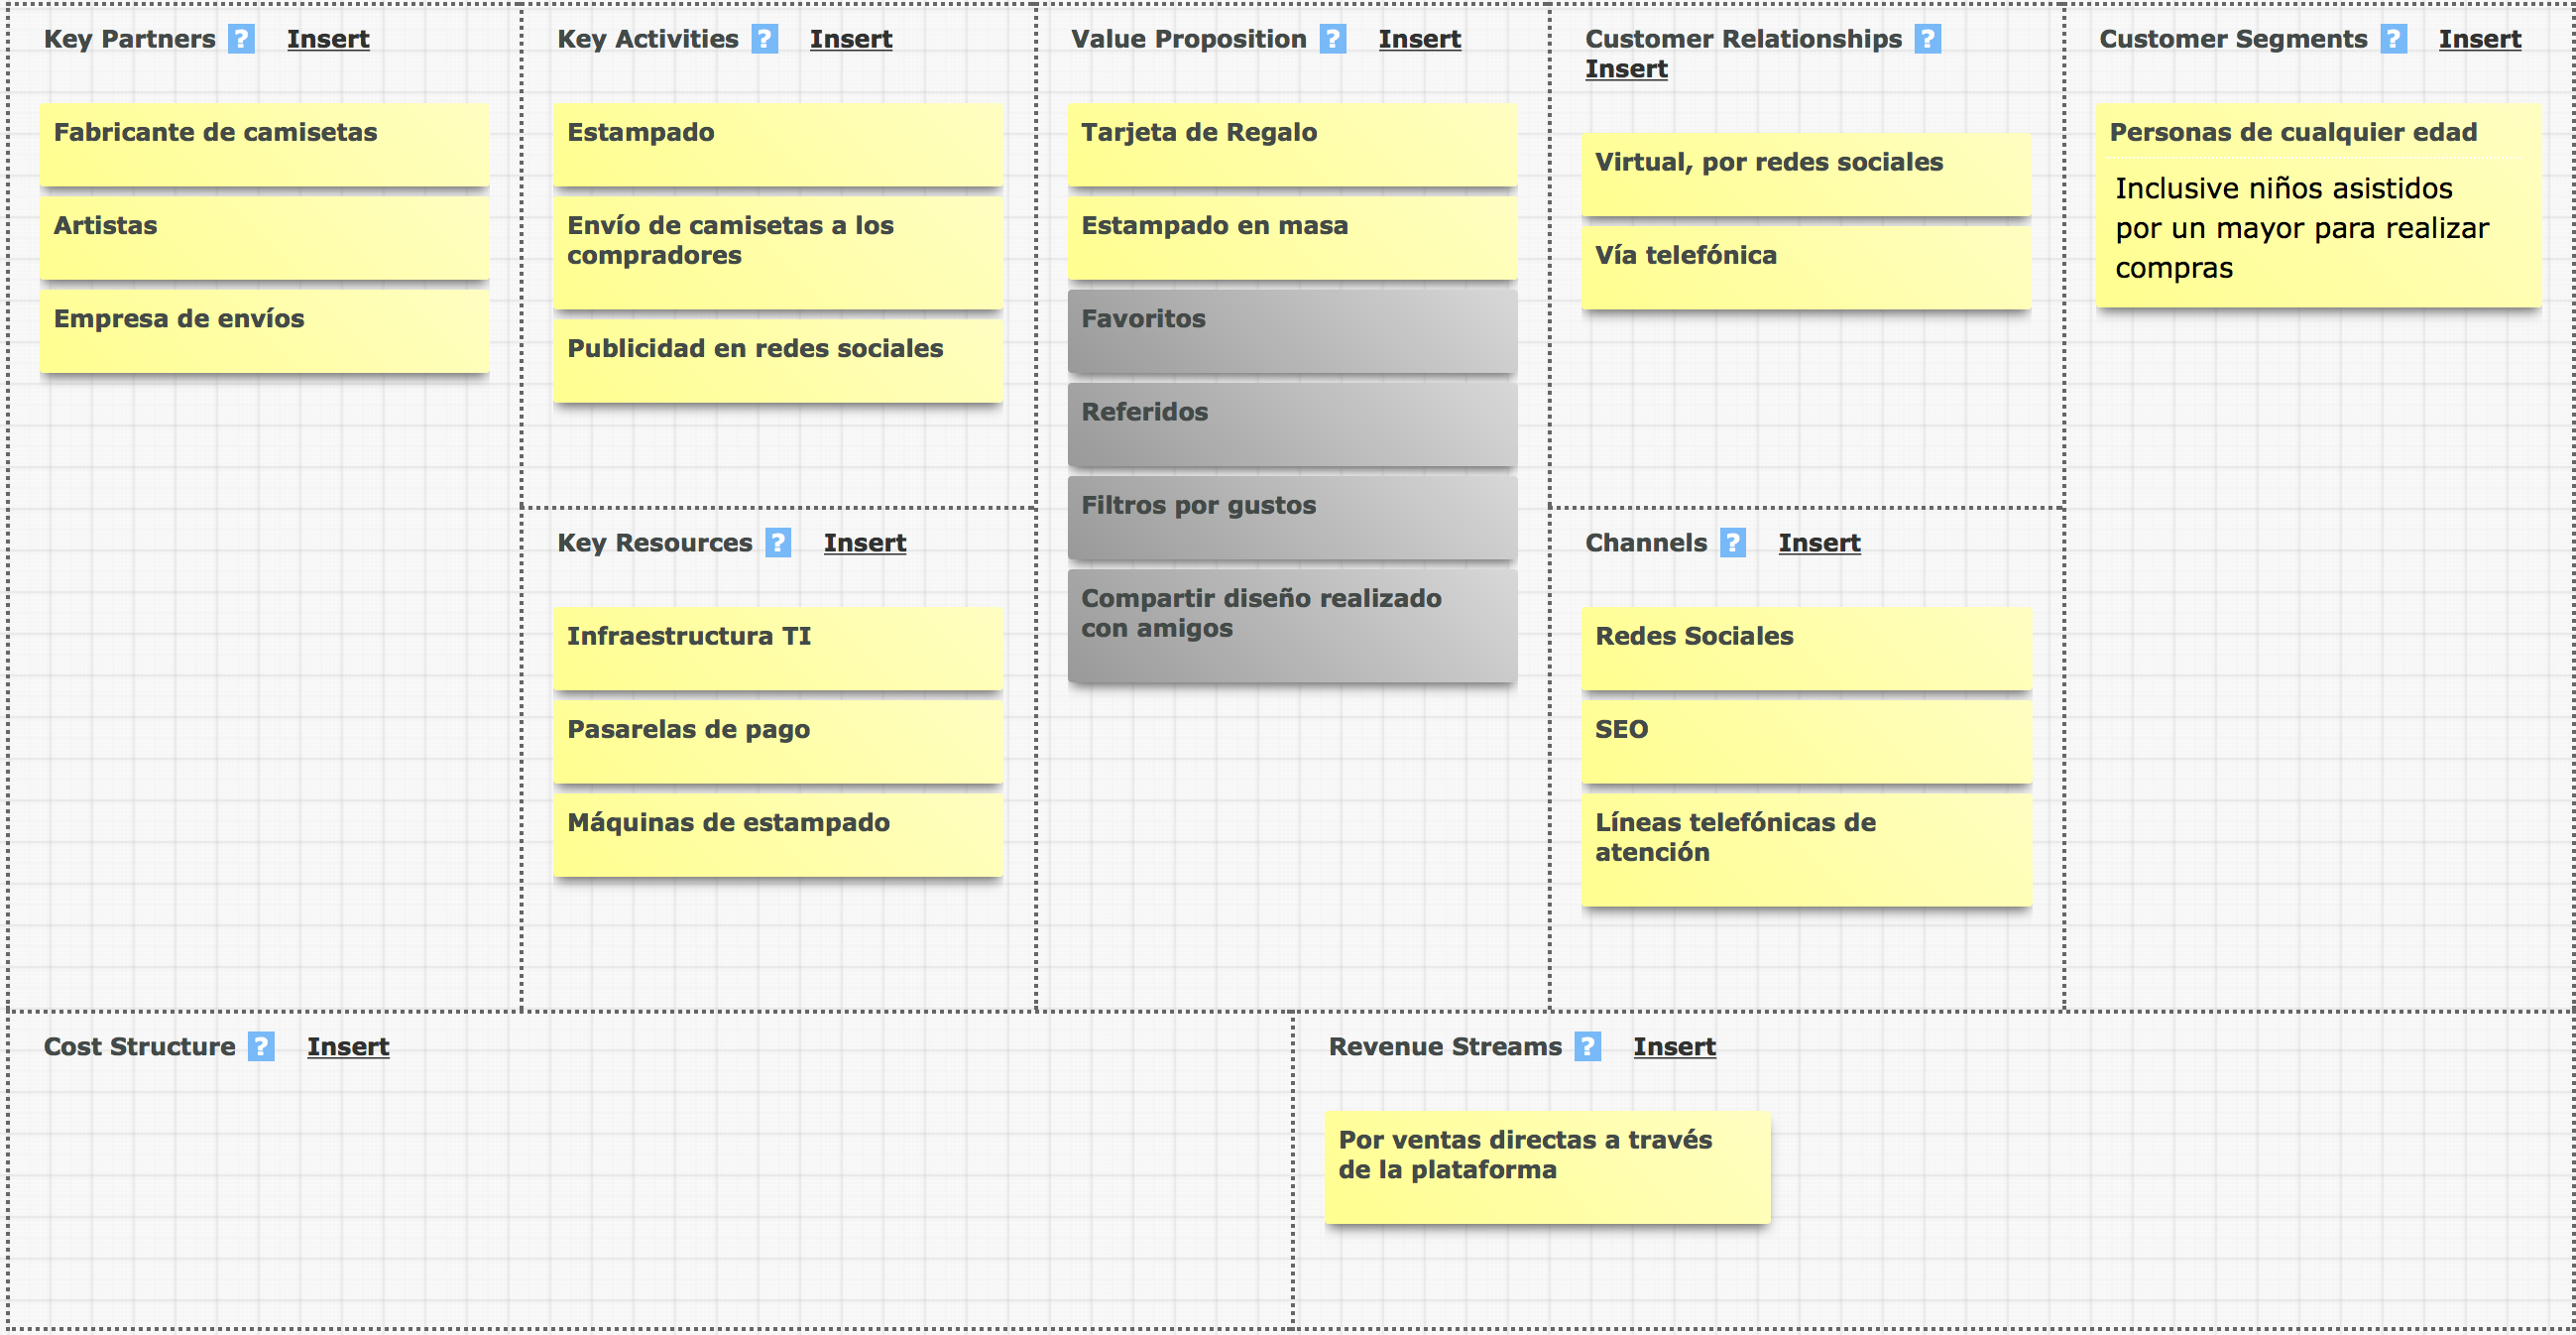 Key Partners ? Insert
Fabricante de camisetas
Artistas
Empresa de envíos
Key Activities ? Insert
Estampado
Envío de camisetas a los
compradores
Publicidad en redes sociales
Key Resources ? Insert
Infraestructura TI
Pasarelas de pago
Máquinas de estampado
Value Proposition ? Insert
Tarjeta de Regalo
Estampado en masa
Favoritos
Referidos
Filtros por gustos
Compartir diseño realizado
con amigos
Customer Relationships ?
Insert
Virtual, por redes sociales
Vía telefónica
Channels ? Insert
Redes Sociales
SEO
Líneas telefónicas de
atención
Customer Segments ? Insert
Personas de cualquier edad
Inclusive niños asistidos
por un mayor para realizar
compras
Cost Structure ? Insert
Revenue Streams ? Insert
Por ventas directas a través
de la plataforma